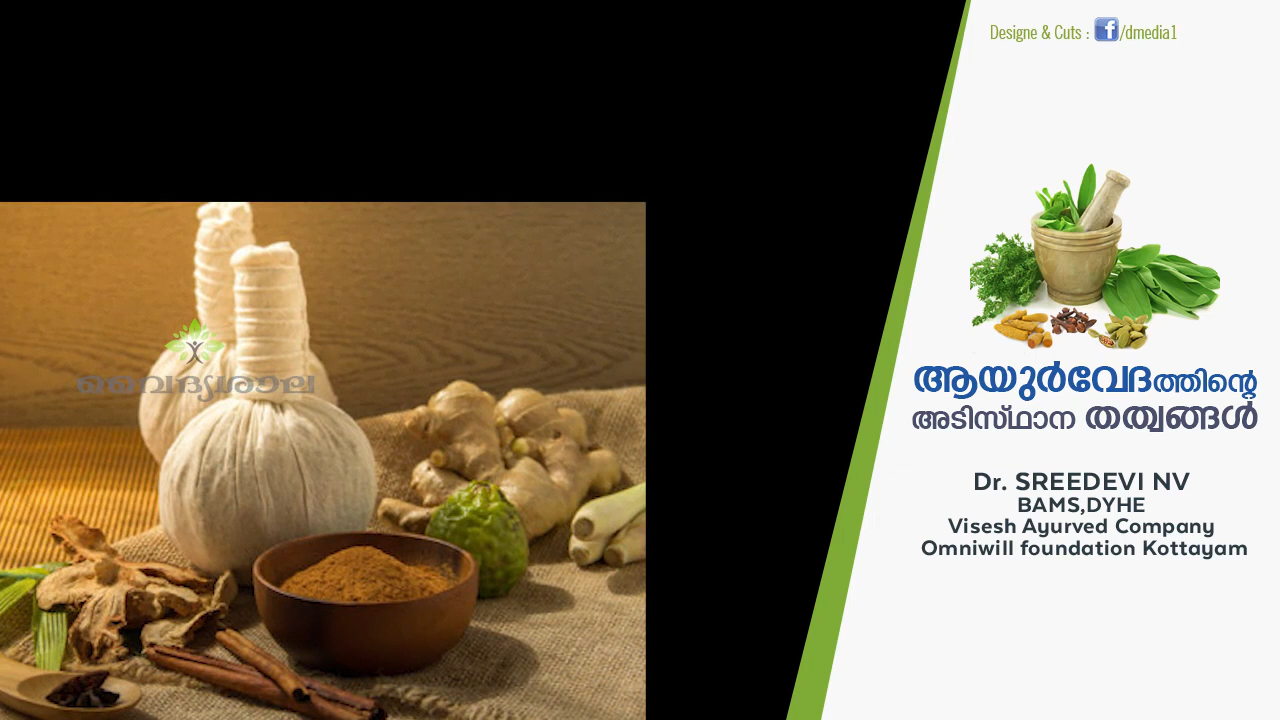 Designe & Cuts : f/dmedia1
വൈദ്യശാല
ആയുർവേദത്തിന്റെ
അടിസ്ഥാന തത്വങ്ങൾ
Dr. SREEDEVI NV
BAMS,DYHE
Visesh Ayurved Company
Omniwill foundation Kottayam